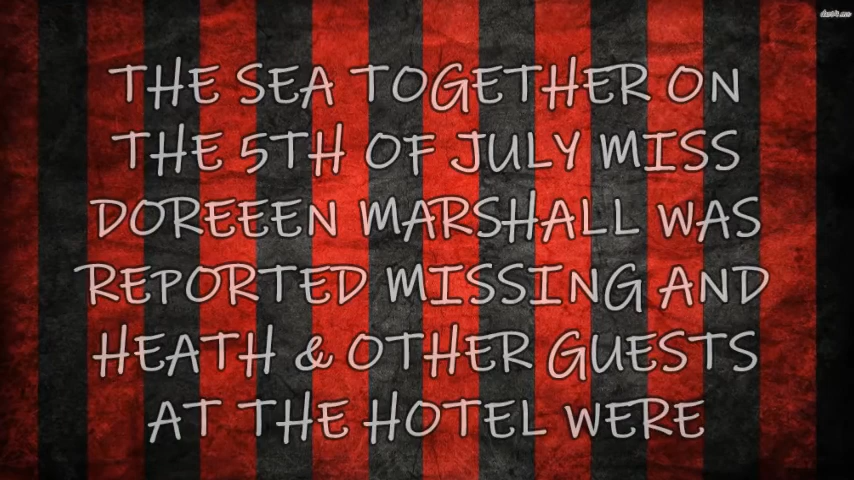 THE SEA TOGETHER ON
THE 5TH OF JULY MISS
DOREEEN MARSHALL WAS
REPORTED MISSING AND
HEATH & OTHER GUESTS
AT THE HOTEL WERE